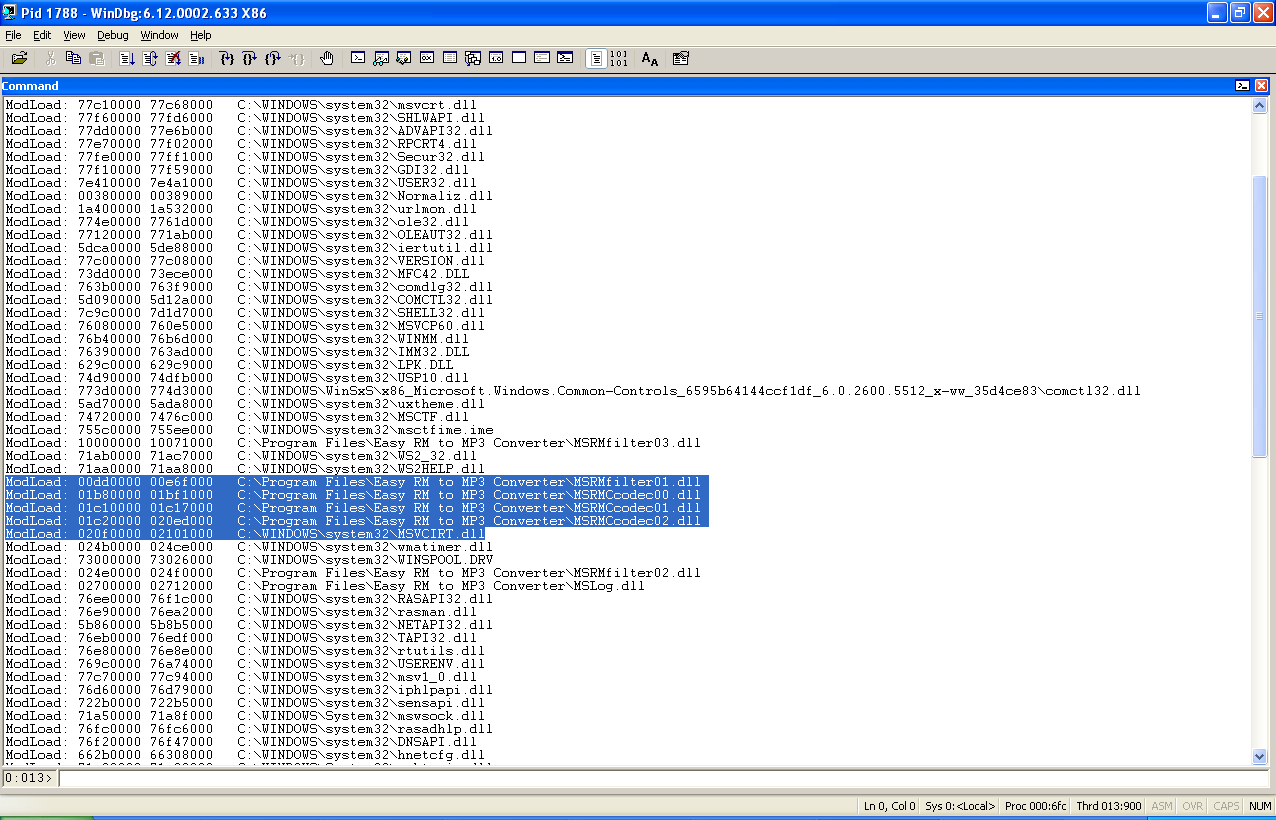 Pid 1788 - WinDbg:6.12.0002.633 X86
File Edit View Debug Window Help
Command
ModLoad: 77c10000 77c68000 C:\WINDOWS\system32\msvcrt.dll
ModLoad: 77f60000 77fd6000 C:\WINDOWS\system32\SHLWAPI.dll
ModLoad: 77dd0000 77e6b000 C:\WINDOWS\system32\ADVAPI32.dll
ModLoad: 77e70000 77f02000 C:\WINDOWS\system32\RPCRT4.dll
ModLoad: 77fe0000 77ff1000 C:\WINDOWS\system32\Secur32.dll
ModLoad: 77f10000 77f59000 C:\WINDOWS\system32\GDI32.dll
ModLoad: 7e410000 7e4a1000 C:\WINDOWS\system32\USER32.dll
ModLoad: 00380000 00389000 C:\WINDOWS\system32\Normaliz.dll
ModLoad: 1a400000 1a532000 C:\WINDOWS\system32\urlmon.dll
ModLoad: 774e0000 7761d000 C:\WINDOWS\system32\ole32.dll
ModLoad: 77120000 771ab000 C:\WINDOWS\system32\OLEAUT32.dll
ModLoad: 5dca0000 5de88000 C:\WINDOWS\system32\iertutil.dll
ModLoad: 77c00000 77c08000 C:\WINDOWS\system32\VERSION.dll
ModLoad: 73dd0000 73ece000 C:\WINDOWS\system32\MFC42.DLL
ModLoad: 763b0000 763f9000 C:\WINDOWS\system32\comdlg32.dll
ModLoad: 5d090000 5d12a000 C:\WINDOWS\system32\COMCTL32.dll
ModLoad: 7c9c0000 7d1d7000 C:\WINDOWS\system32\SHELL32.dll
ModLoad: 76080000 760e5000 C:\WINDOWS\system32\MSVCP60.dll
ModLoad: 76b40000 76b6d000 C:\WINDOWS\system32\WINMM.dll
ModLoad: 76390000 763ad000 C:\WINDOWS\system32\IMM32.DLL
ModLoad: 629c0000 629c9000 C:\WINDOWS\system32\LPK.DLL
ModLoad: 74d90000 74dfb000 C:\WINDOWS\system32\USP10.dll
ModLoad: 773d0000 774d3000 C:\WINDOWS\WinSxS\x86_Microsoft.Windows.Common-Controls_6595b64144ccf1df_6.0.2600.5512_x-ww_35d4ce83\comctl32.dll
ModLoad: 5ad70000 5ada8000 C:\WINDOWS\system32\uxtheme.dll
ModLoad: 74720000 7476c000 C:\WINDOWS\system32\MSCTF.dll
ModLoad: 755c0000 755ee000 C:\WINDOWS\system32\msctfime.ime
ModLoad: 10000000 10071000 C:\Program Files\Easy RM to MP3 Converter\MSRMfilter03.dll
ModLoad: 71ab0000 71ac7000 C:\WINDOWS\system32\WS2_32.dll
ModLoad: 71aa0000 71aa8000 C:\WINDOWS\system32\WS2HELP.dll
ModLoad: 00dd0000 00e6f000 C:\Program Files\Easy RM to MP3 Converter\MSRMfilter01.dll
ModLoad: 01b80000 01bf1000 C:\Program Files\Easy RM to MP3 Converter\MSRMCcodec00.dll
ModLoad: 01c10000 01c17000 C:\Program Files\Easy RM to MP3 Converter\MSRMCcodec01.dll
ModLoad: 01c20000 020ed000 C:\Program Files\Easy RM to MP3 Converter\MSRMCcodec02.dll
ModLoad: 020f0000 02101000 C:\WINDOWS\system32\MSVCIRT.dll
ModLoad: 024b0000 024ce000 C:\WINDOWS\system32\wmatimer.dll
ModLoad: 73000000 73026000 C:\WINDOWS\system32\WINSPOOL.DRV
ModLoad: 024e0000 024f0000 C:\Program Files\Easy RM to MP3 Converter\MSRMfilter02.dll
ModLoad: 02700000 02712000 C:\Program Files\Easy RM to MP3 Converter\MSLog.dll
ModLoad: 76ee0000 76f1c000 C:\WINDOWS\system32\RASAPI32.dll
ModLoad: 76e90000 76ea2000 C:\WINDOWS\system32\rasman.dll
ModLoad: 5b860000 5b8b5000 C:\WINDOWS\system32\NETAPI32.dll
ModLoad: 76eb0000 76edf000 C:\WINDOWS\system32\TAPI32.dll
ModLoad: 76e80000 76e8e000 C:\WINDOWS\system32\rtutils.dll
ModLoad: 769c0000 76a74000 C:\WINDOWS\system32\USERENV.dll
ModLoad: 77c70000 77c94000 C:\WINDOWS\system32\msv1_0.dll
ModLoad: 76d60000 76d79000 C:\WINDOWS\system32\iphlpapi.dll
ModLoad: 722b0000 722b5000 C:\WINDOWS\system32\sensapi.dll
ModLoad: 71a50000 71a8f000 C:\WINDOWS\System32\mswsock.dll
ModLoad: 76fc0000 76fc6000 C:\WINDOWS\system32\rasadhlp.dll
ModLoad: 76f20000 76f47000 C:\WINDOWS\system32\DNSAPI.dll
ModLoad: 662b0000 66308000 C:\WINDOWS\system32\hnetcfg.dll
0:013>
Ln 0, Col 0 Sys 0:<Local> Proc 000:6fc Thrd 013:900 ASM OVR CAPS NUM